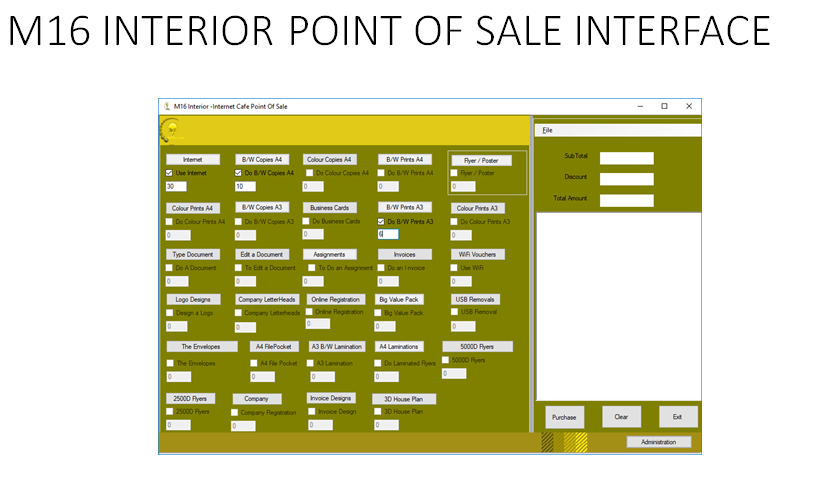 M16 INTERIOR POINT OF SALE INTERFACE
M16 Interior -Internet Cafe Point Of Sale
File
Internet B/W Copies A4 Colour Copies A4 B/W Prints A4 Flyer / Poster
Use Internet Do B/W Copies A4 Do Colour Copies A4 Do B/W Prints A4 Flyer / Poster
30 10 0 0 0
Colour Prints A4 B/W Copies A3 Business Cards B/W Prints A3 Colour Prints A3
Do Colour Prints A4 Do B/W Copies A3 Do Business Cards Do B/W Prints A3 Do Colour Prints A3
0 0 0 6 0
Type Document Edit a Document Assignments Invoices WiFi Vouchers
Do A Document To Edit a Document To Do an Assignment Do an Invoice Use WiFi
0 0 0 0 0
Logo Designs Company LetterHeads Online Registration Big Value Pack USB Removals
Design a Logo Company Letterheads Online Registration Big Value Pack USB Removal
0 0 0 0 0
The Envelopes A4 FilePocket A3 B/W Lamination A4 Laminations 5000D Flyers
The Envelopes A4 File Pocket A3 Lamination Do Laminated Flyers 5000D Flyers
0 0 0 0 0
2500D Flyers Company Invoice Designs 3D House Plan
2500D Flyers Company Registration Invoice Design 3D House Plan
0 0 0 0
SubTotal
Discount
Total Amount
Purchase Clear Exit
Administration